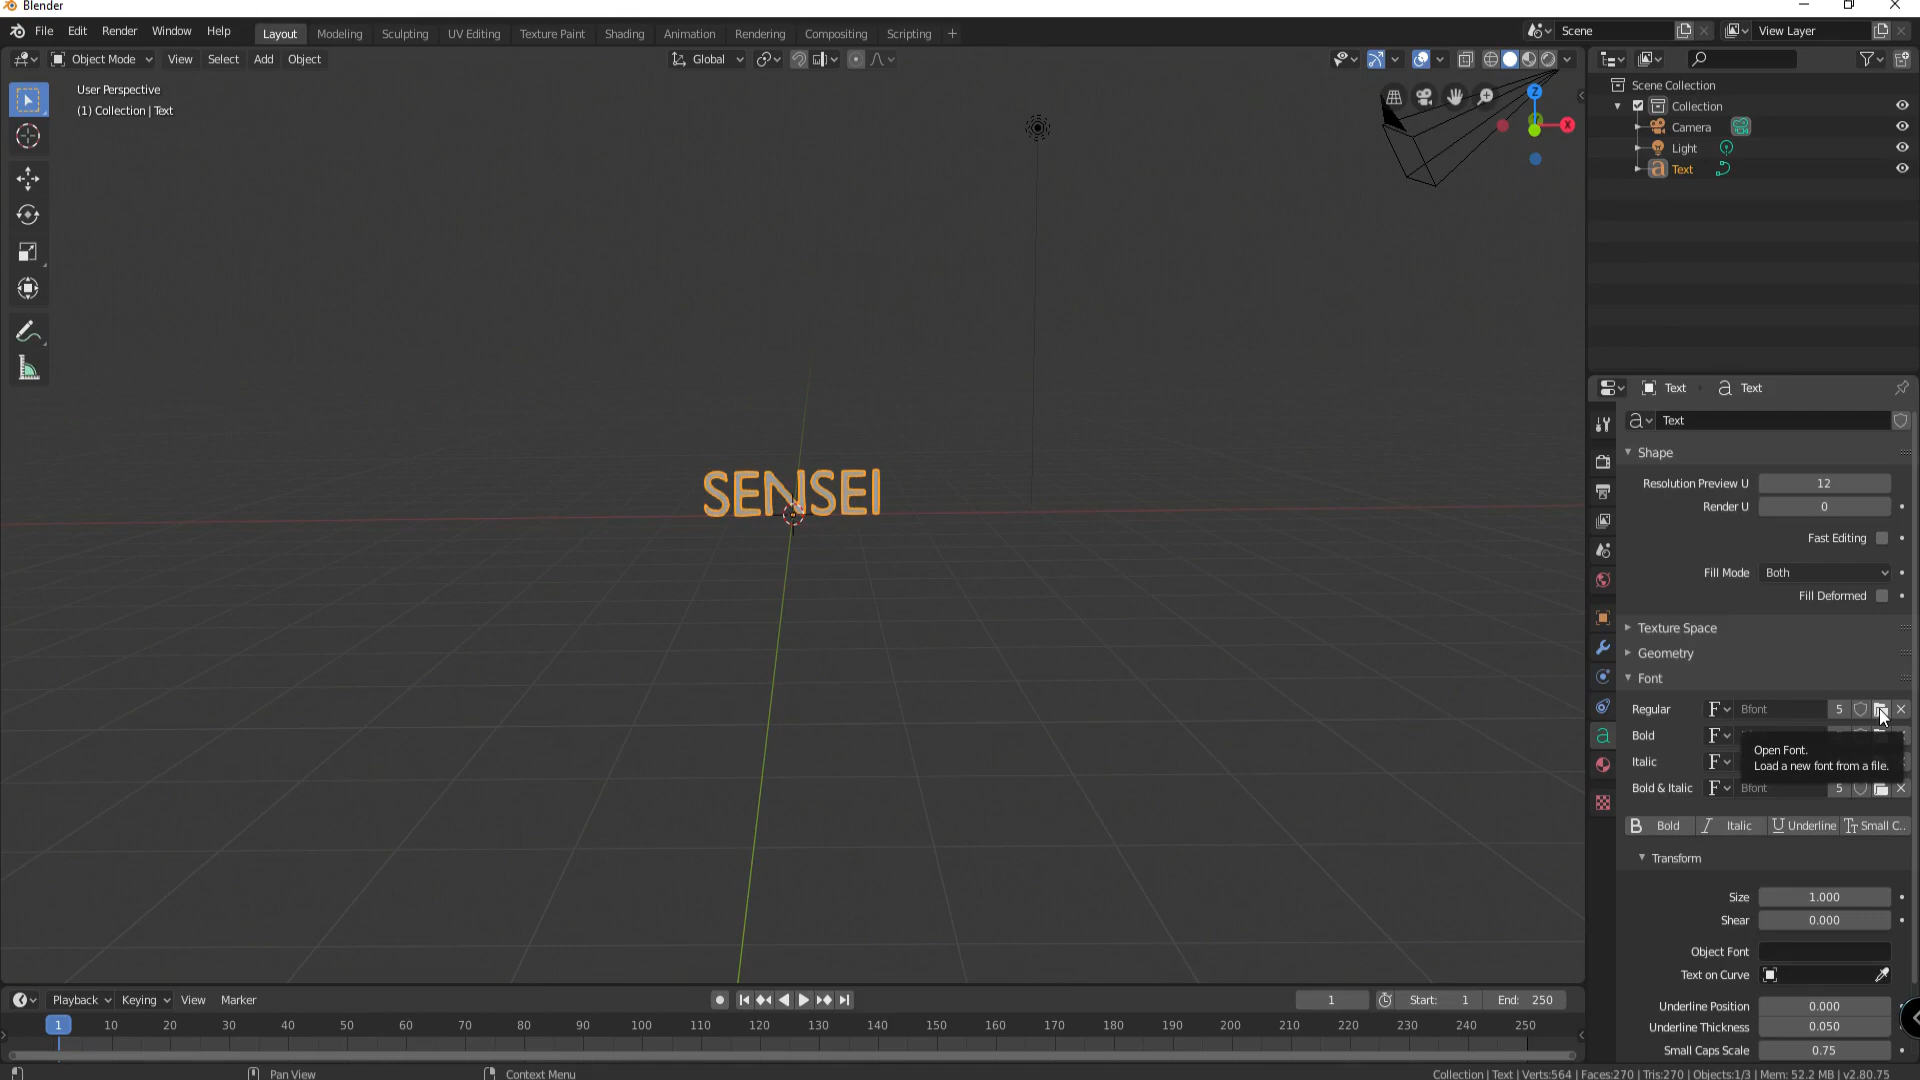 Blender
File Edit Render Window Help Layout Modeling Sculpting UV Editing Texture Paint Shading Animation Rendering Compositing Scripting + Scene View Layer
Object Mode View Select Add Object Global
User Perspective
(1) Collection | Text
Z
X
Scene Collection
Collection
Camera
Light
Text
SENSEI
Text Text
Text
Shape
Resolution Preview U 12
Render U 0
Fast Editing
Fill Mode Both
Fill Deformed
Texture Space
Geometry
Font
Regular F Bfont 5
Bold F
Open Font.
Load a new font from a file.
Italic F
Bold & Italic F Bfont 5
B Bold I Italic U Underline Tt Small C..
Transform
Size 1.000
Shear 0.000
Object Font
Text on Curve
Underline Position 0.000
Underline Thickness 0.050
Small Caps Scale 0.75
Playback Keying View Marker 1 Start: 1 End: 250
1 10 20 30 40 50 60 70 80 90 100 110 120 130 140 150 160 170 180 190 200 210 220 230 240 250
Pan View Context Menu Collection | Text | Verts:564 | Faces:270 | Tris:270 | Objects:1/3 | Mem: 52.2 MB | v2.80.75